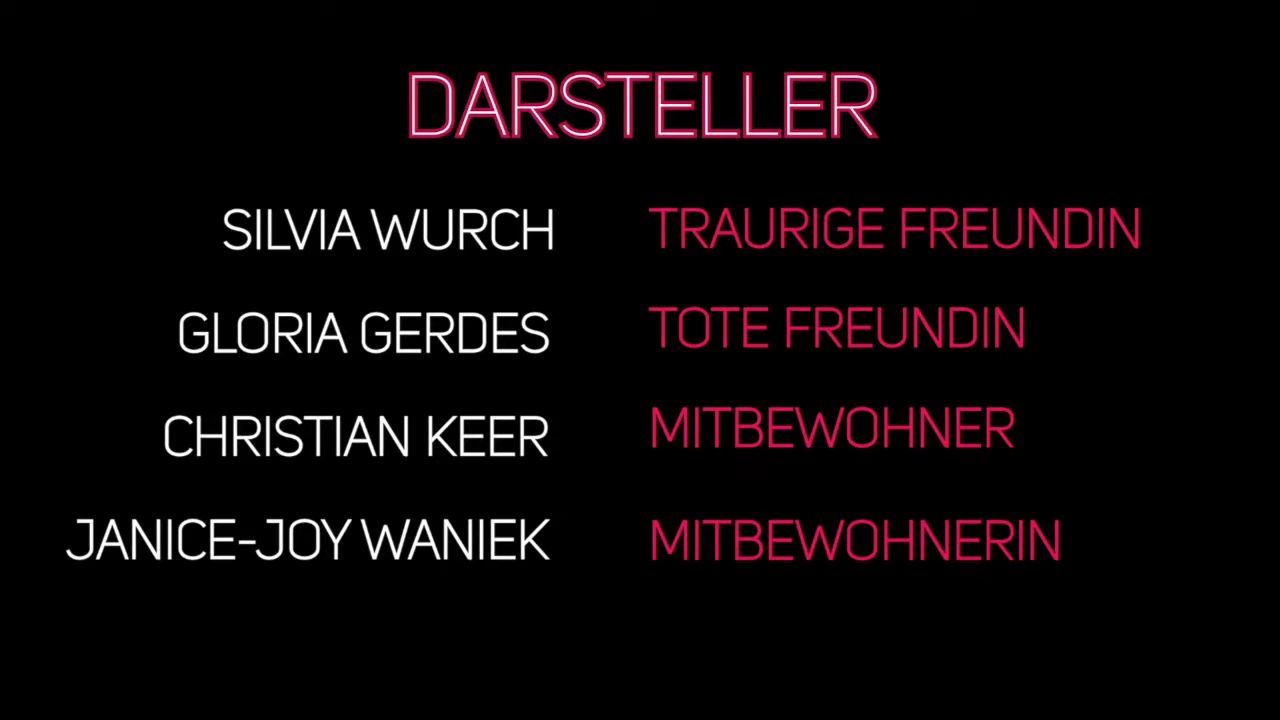 DARSTELLER
SILVIA WURCH TRAURIGE FREUNDIN
GLORIA GERDES TOTE FREUNDIN
CHRISTIAN KEER MITBEWOHNER
JANICE-JOY WANIEK MITBEWOHNERIN